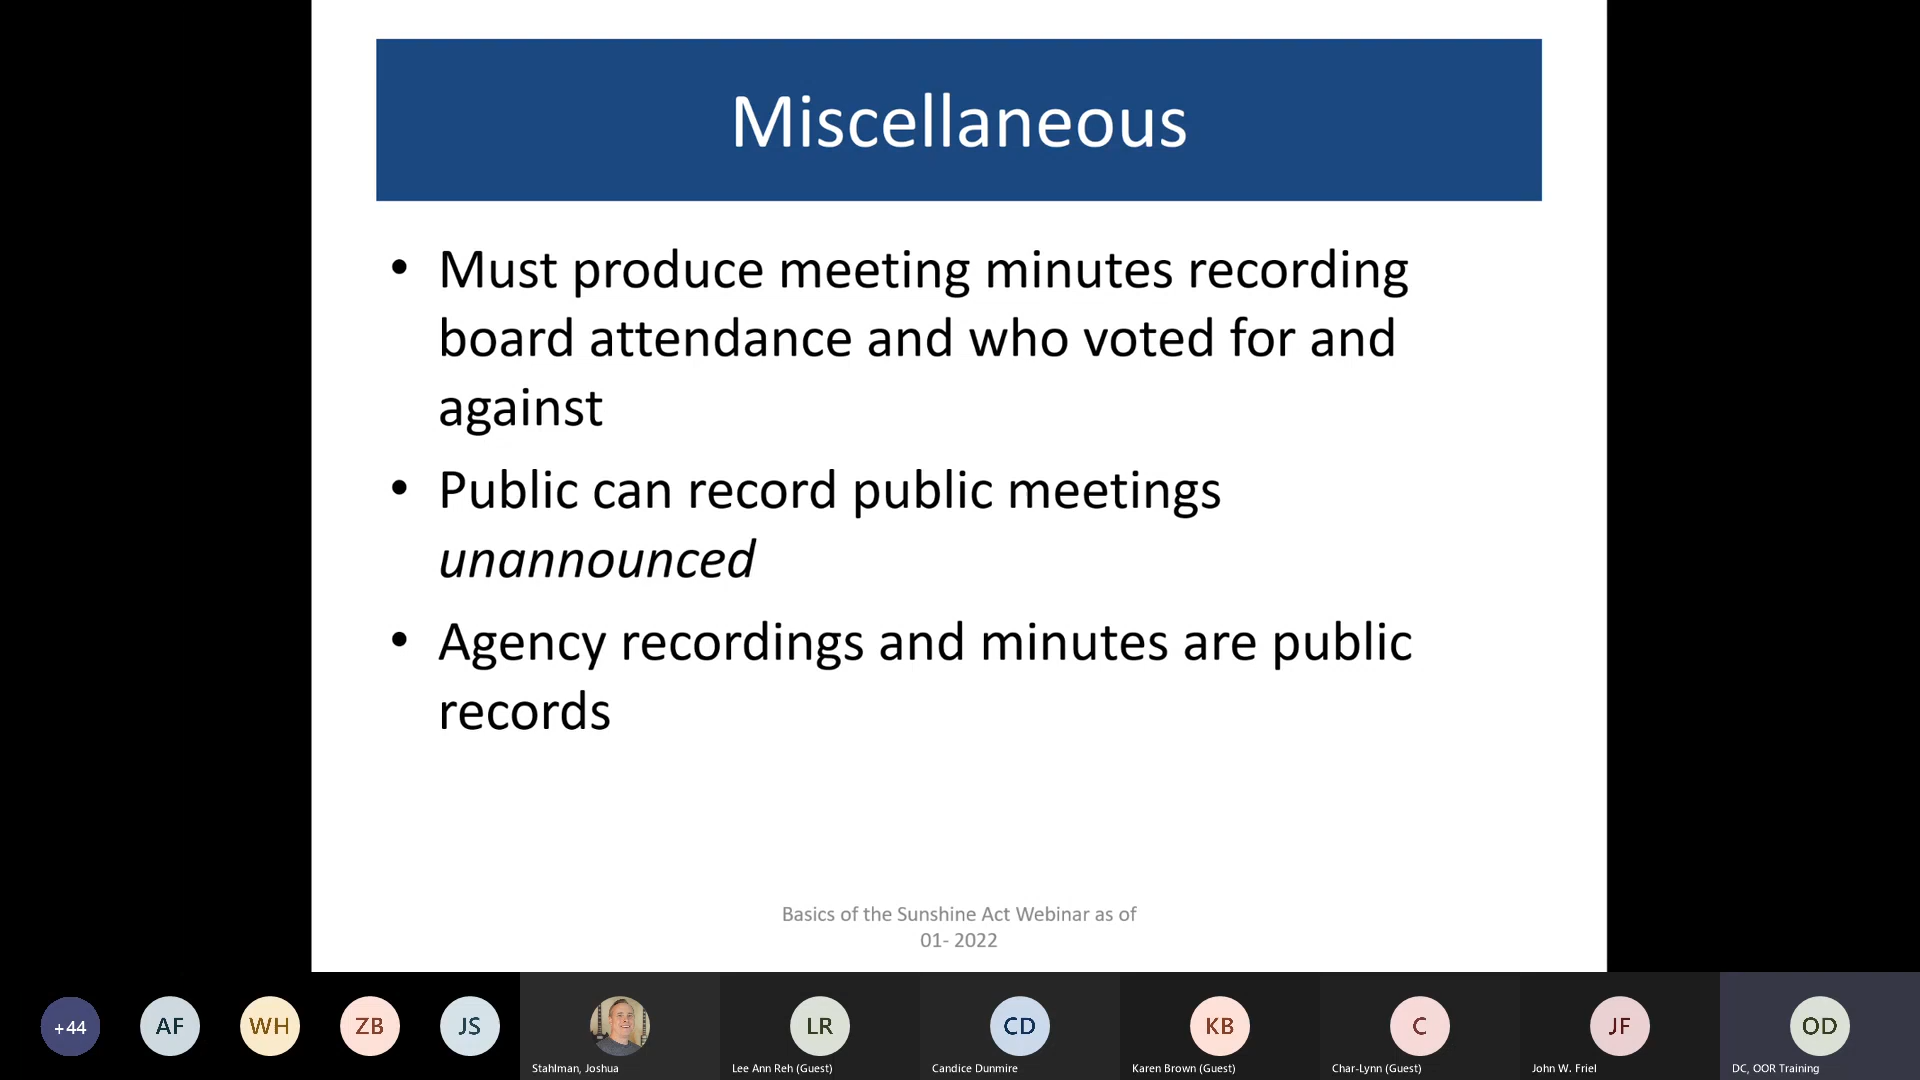 Miscellaneous
• Must produce meeting minutes recording
board attendance and who voted for and
against
• Public can record public meetings
unannounced
• Agency recordings and minutes are public
records
Basics of the Sunshine Act Webinar as of
01- 2022
+44
AF
WH
ZB
JS
LR
CD
KB
C
JF
OD
Stahlman, Joshua
Lee Ann Reh (Guest)
Candice Dunmire
Karen Brown (Guest)
Char-Lynn (Guest)
John W. Friel
DC, OOR Training